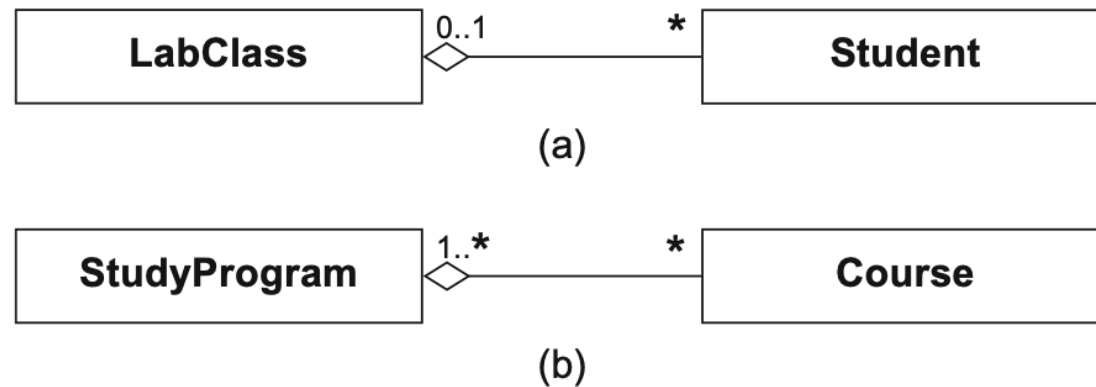 0..1 *
LabClass Student
(a)
1..* *
StudyProgram Course
(b)